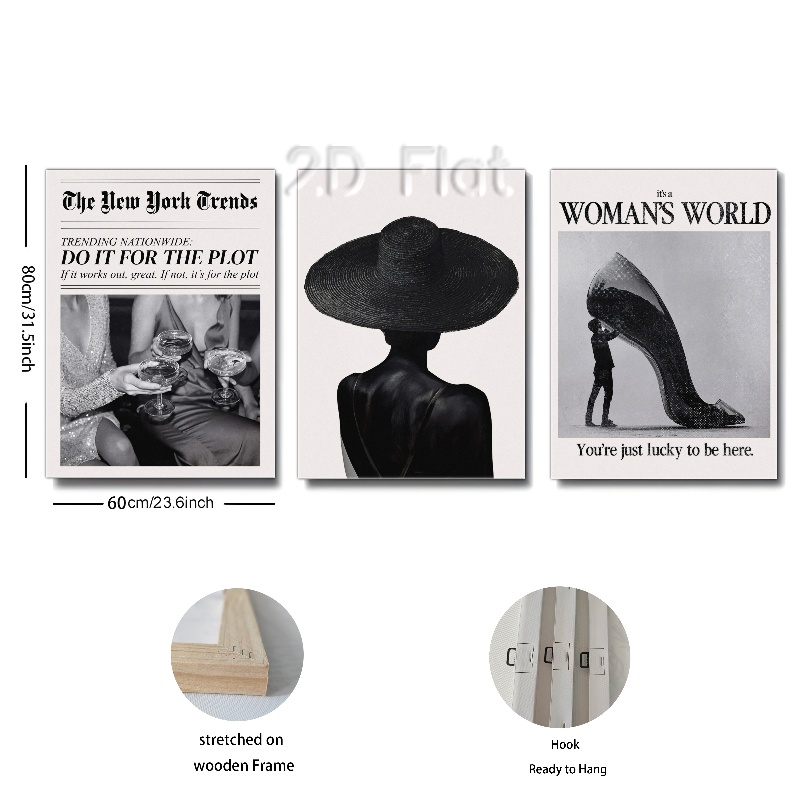 2D Flat
The New York Trends
TRENDING NATIONWIDE:
DO IT FOR THE PLOT
If it works out, great. If not, it's for the plot
it's a
WOMAN'S WORLD
You're just lucky to be here.
80cm/31.5inch
60cm/23.6inch
stretched on
wooden Frame
Hook
Ready to Hang